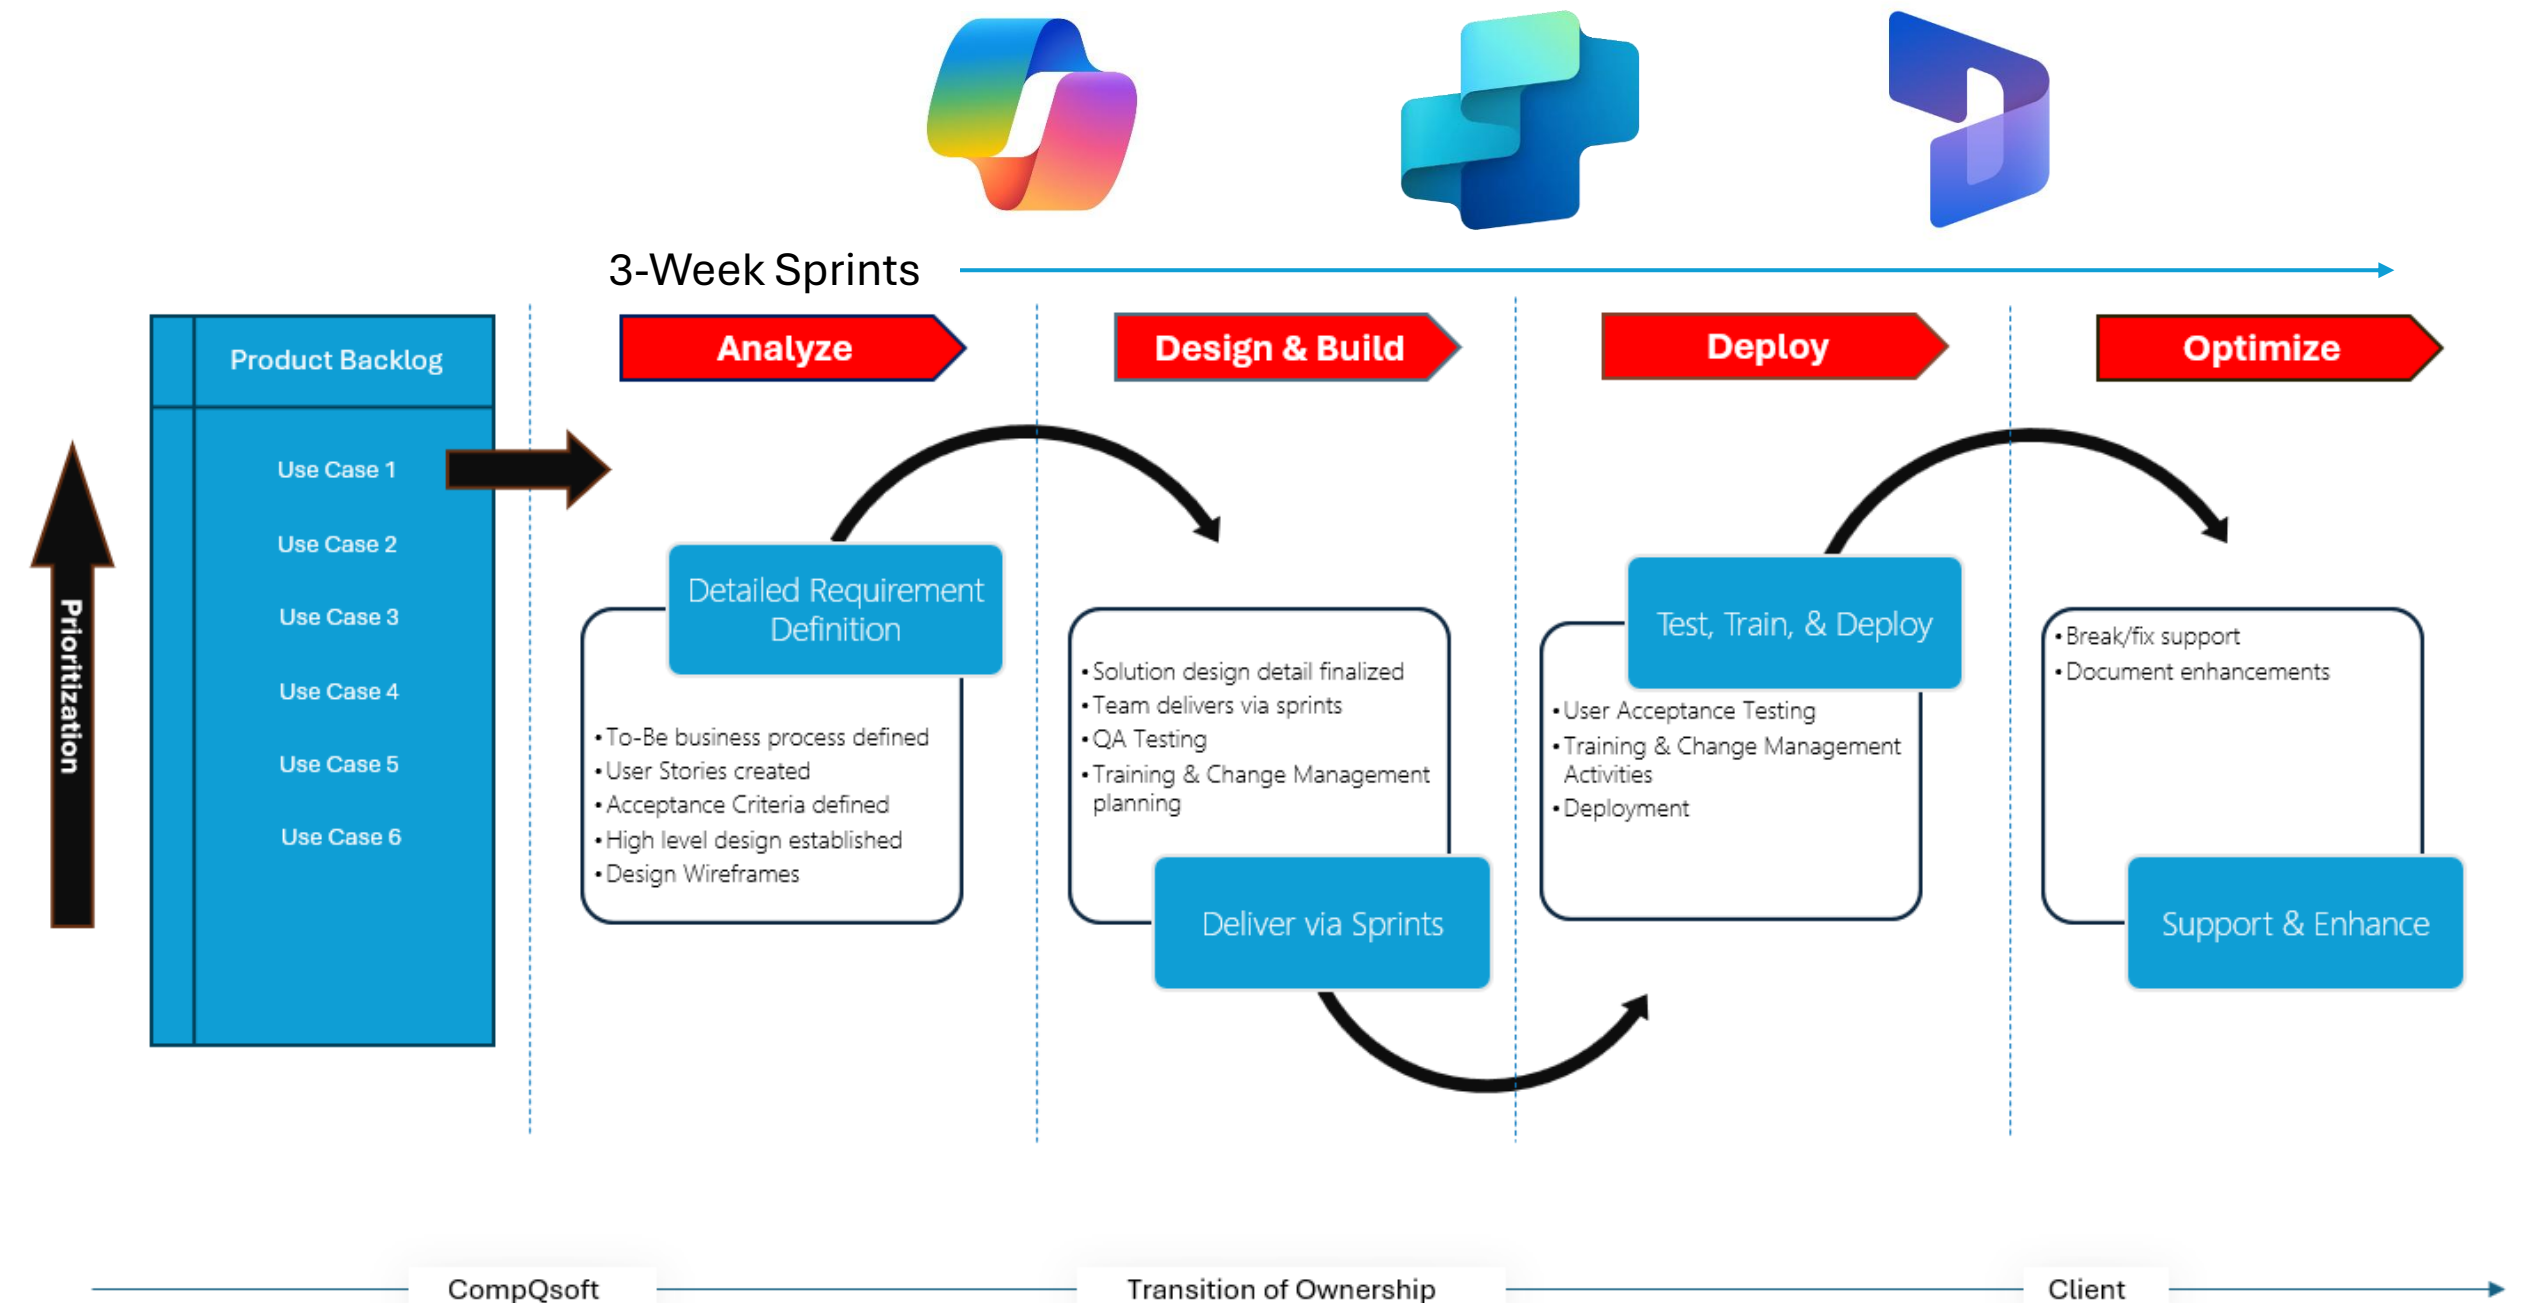 3-Week Sprints
Product Backlog
Use Case 1
Use Case 2
Use Case 3
Use Case 4
Use Case 5
Use Case 6
Prioritization
Analyze
Detailed Requirement
Definition
•To-Be business process defined
•User Stories created
•Acceptance Criteria defined
•High level design established
•Design Wireframes
Design & Build
•Solution design detail finalized
•Team delivers via sprints
•QA Testing
•Training & Change Management
planning
Deliver via Sprints
Deploy
Test, Train, & Deploy
•User Acceptance Testing
•Training & Change Management
Activities
•Deployment
Optimize
•Break/fix support
•Document enhancements
Support & Enhance
CompQsoft
Transition of Ownership
Client